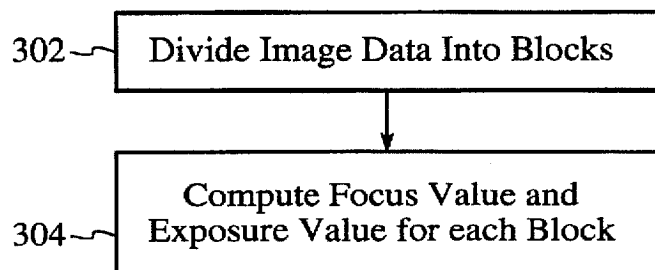 302 Divide Image Data Into Blocks
Compute Focus Value and
304 Exposure Value for each Block